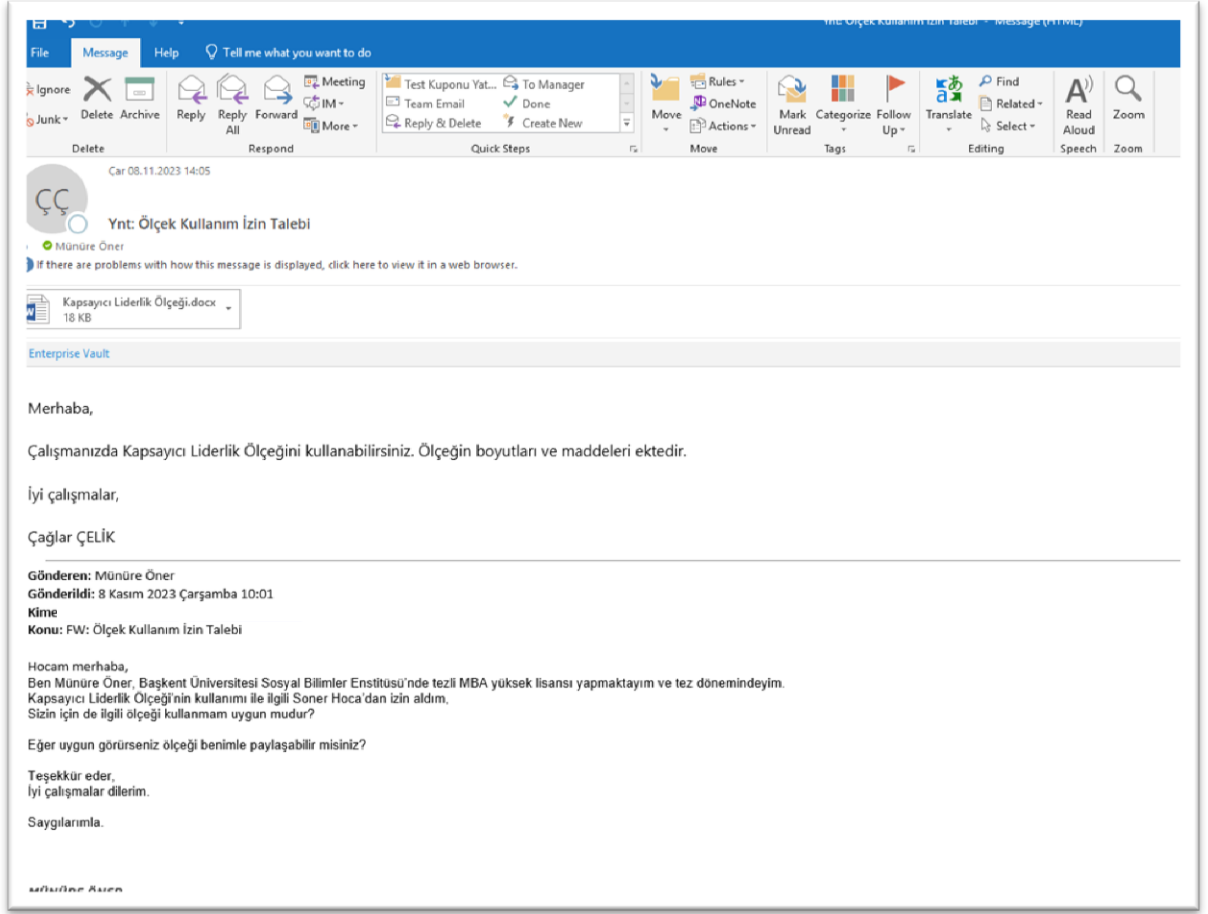 Ynt: Ölçek Kullanım İzin Talebi - Message (HTML)
File Message Help Tell me what you want to do
Ignore
Junk
Delete Archive
Delete
Reply Reply All Forward
Meeting
IM
More
Respond
Test Kuponu Yat... To Manager
Team Email Done
Reply & Delete Create New
Quick Steps
Move
Rules
OneNote
Actions
Move
Mark Unread Categorize Follow Up
Tags
Translate
Find
Related
Select
Editing
Read Aloud
Speech
Zoom
Zoom
Çar 08.11.2023 14:05
ÇÇ
Ynt: Ölçek Kullanım İzin Talebi
Münüre Öner
If there are problems with how this message is displayed, click here to view it in a web browser.
Kapsayıcı Liderlik Ölçeği.docx
18 KB
Enterprise Vault
Merhaba,
Çalışmanızda Kapsayıcı Liderlik Ölçeğini kullanabilirsiniz. Ölçeğin boyutları ve maddeleri ektedir.
İyi çalışmalar,
Çağlar ÇELİK
Gönderen: Münüre Öner
Gönderildi: 8 Kasım 2023 Çarşamba 10:01
Kime
Konu: FW: Ölçek Kullanım İzin Talebi
Hocam merhaba,
Ben Münüre Öner, Başkent Üniversitesi Sosyal Bilimler Enstitüsü'nde tezli MBA yüksek lisansı yapmaktayım ve tez dönemindeyim.
Kapsayıcı Liderlik Ölçeği'nin kullanımı ile ilgili Soner Hoca'dan izin aldım,
Sizin için de ilgili ölçeği kullanmam uygun mudur?
Eğer uygun görürseniz ölçeği benimle paylaşabilir misiniz?
Teşekkür eder,
İyi çalışmalar dilerim.
Saygılarımla.
MÜNÜRE ÖNER